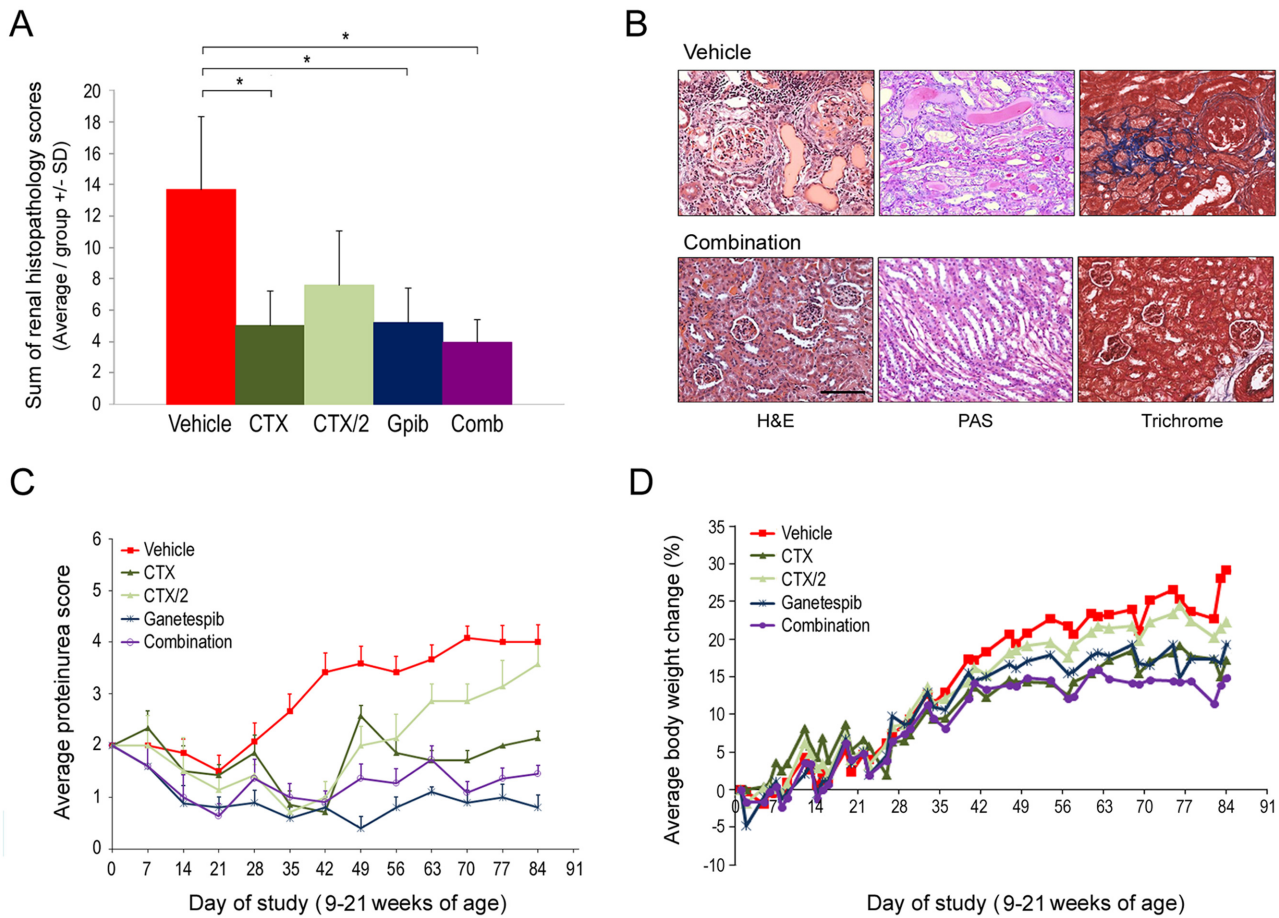 A
*
*
*
Sum of renal histopathology scores
(Average / group +/- SD)
20
18
16
14
12
10
8
6
4
2
0
Vehicle CTX CTX/2 Gpib Comb
B
Vehicle
Combination
H&E PAS Trichrome
C
Average proteinurea score
6
5
4
3
2
1
0
Vehicle
CTX
CTX/2
Ganetespib
Combination
0 7 14 21 28 35 42 49 56 63 70 77 84 91
Day of study (9-21 weeks of age)
D
Average body weight change (%)
35
30
25
20
15
10
5
0
-5
-10
Vehicle
CTX
CTX/2
Ganetespib
Combination
7 14 21 28 35 42 49 56 63 70 77 84 91
Day of study (9-21 weeks of age)